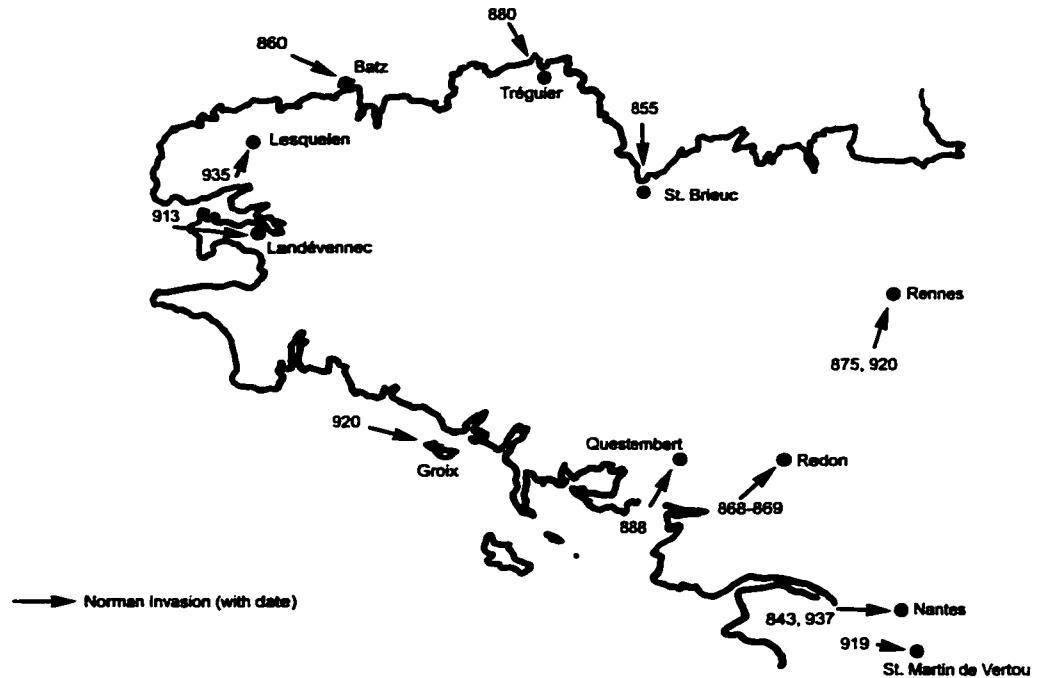 880
860
Batz
Tréguier
855
Lesquelen
935
St. Brieuc
913
Landévennec
Rennes
875, 920
920
Groix
Questembert
Redon
868-869
888
Norman Invasion (with date)
843, 937
Nantes
919
St. Martin de Vertou